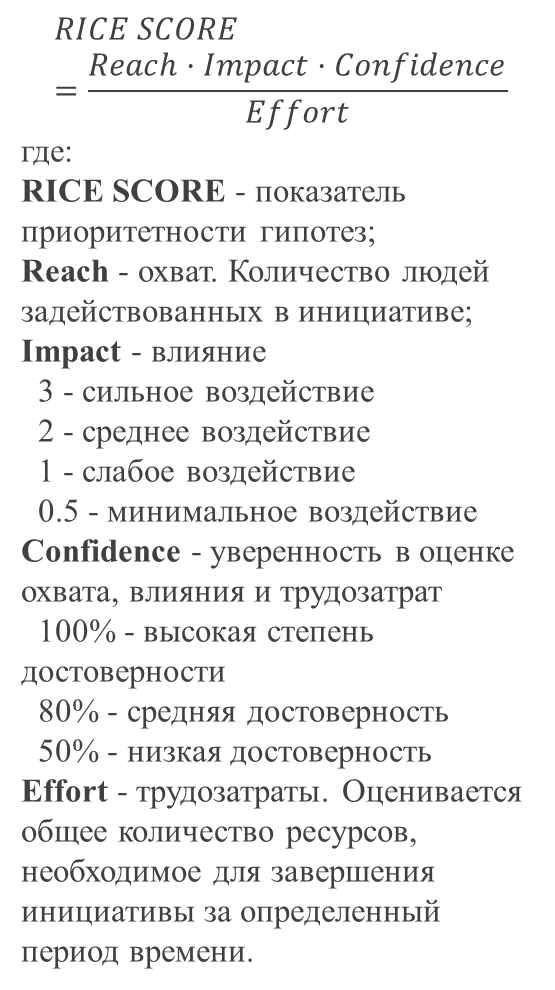 RICE SCORE
= Reach · Impact · Confidence
Effort
где:
RICE SCORE - показатель
приоритетности гипотез;
Reach - охват. Количество людей
задействованных в инициативе;
Impact - влияние
3 - сильное воздействие
2 - среднее воздействие
1 - слабое воздействие
0.5 - минимальное воздействие
Confidence - уверенность в оценке
охвата, влияния и трудозатрат
100% - высокая степень
достоверности
80% - средняя достоверность
50% - низкая достоверность
Effort - трудозатраты. Оценивается
общее количество ресурсов,
необходимое для завершения
инициативы за определенный
период времени.